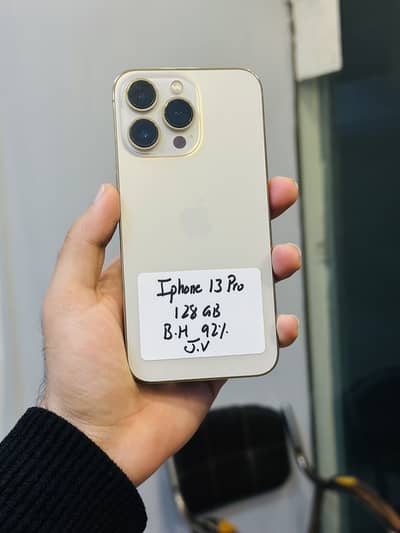 Iphone 13 Pro
128 GB
B.H 92%
J.V